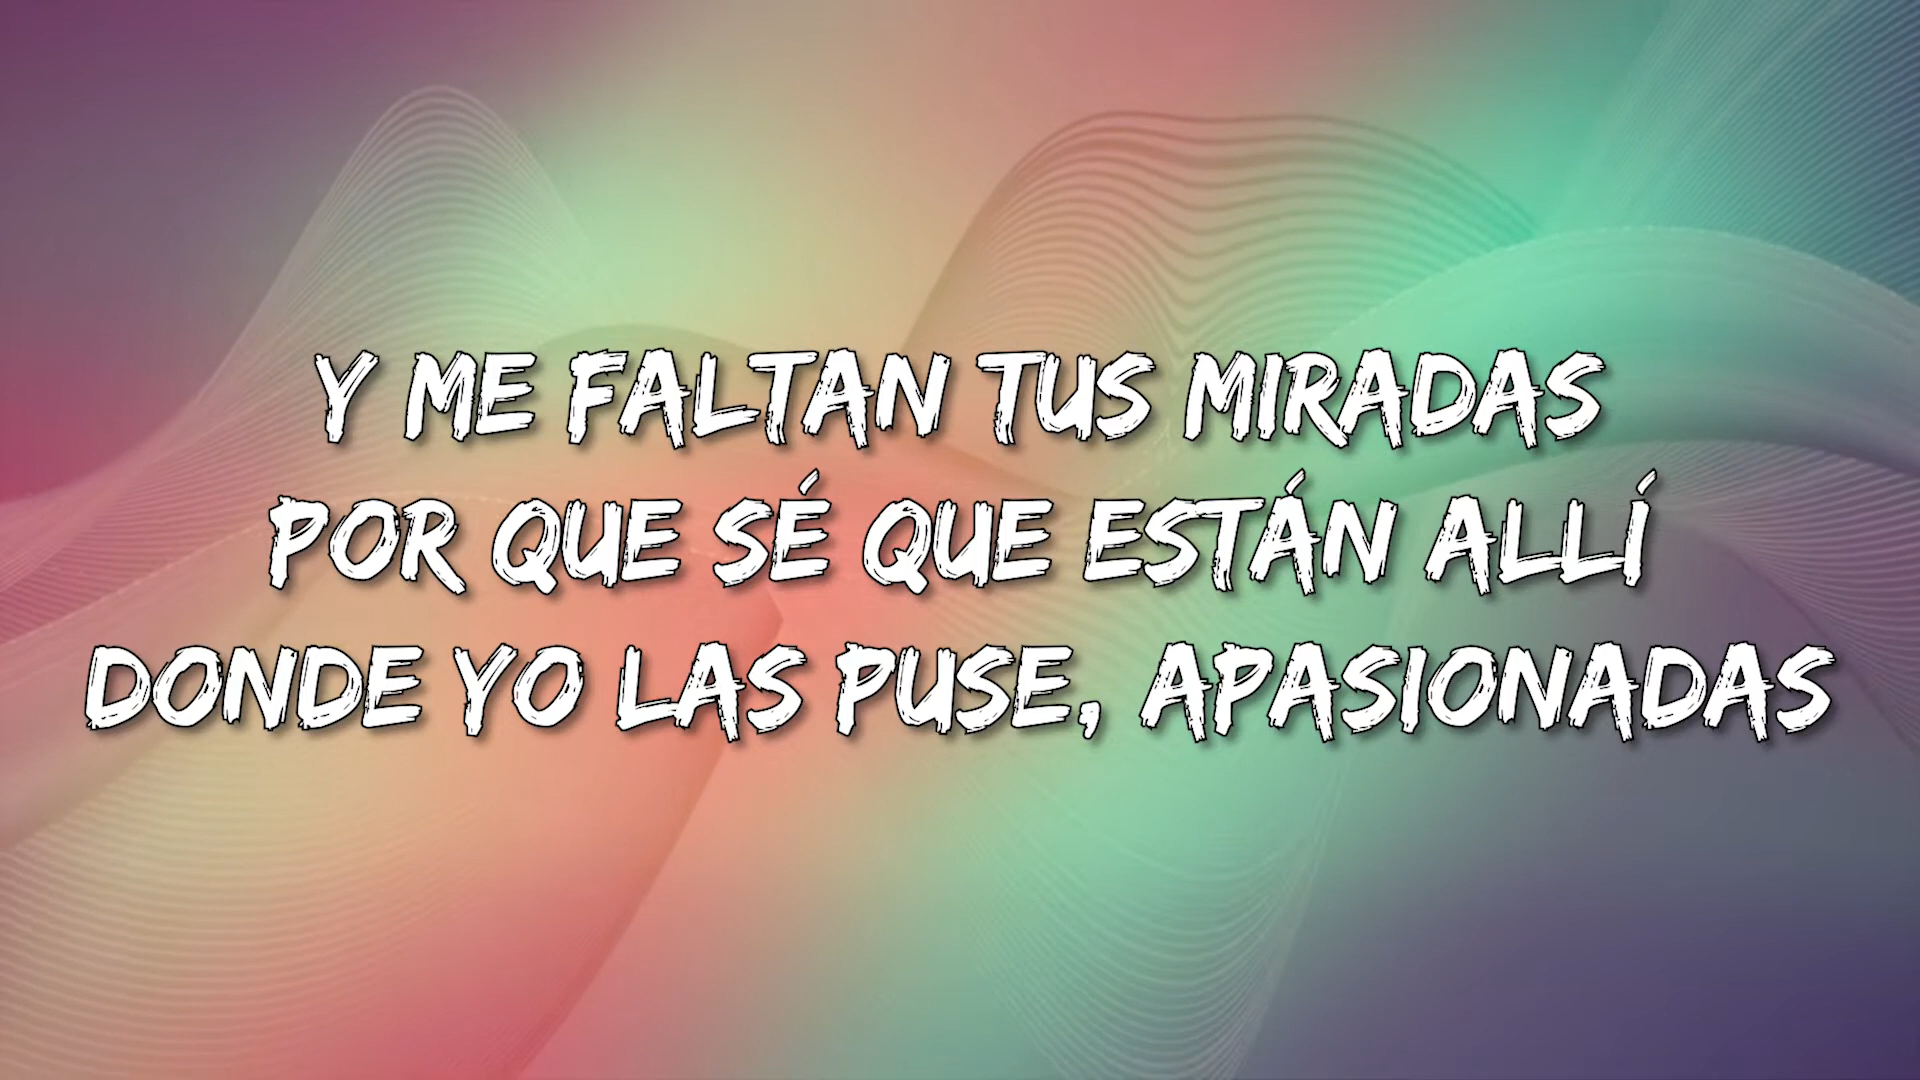 Y ME FALTAN TUS MIRADAS
POR QUE SÉ QUE ESTÁN ALLÍ
DONDE YO LAS PUSE, APASIONADAS